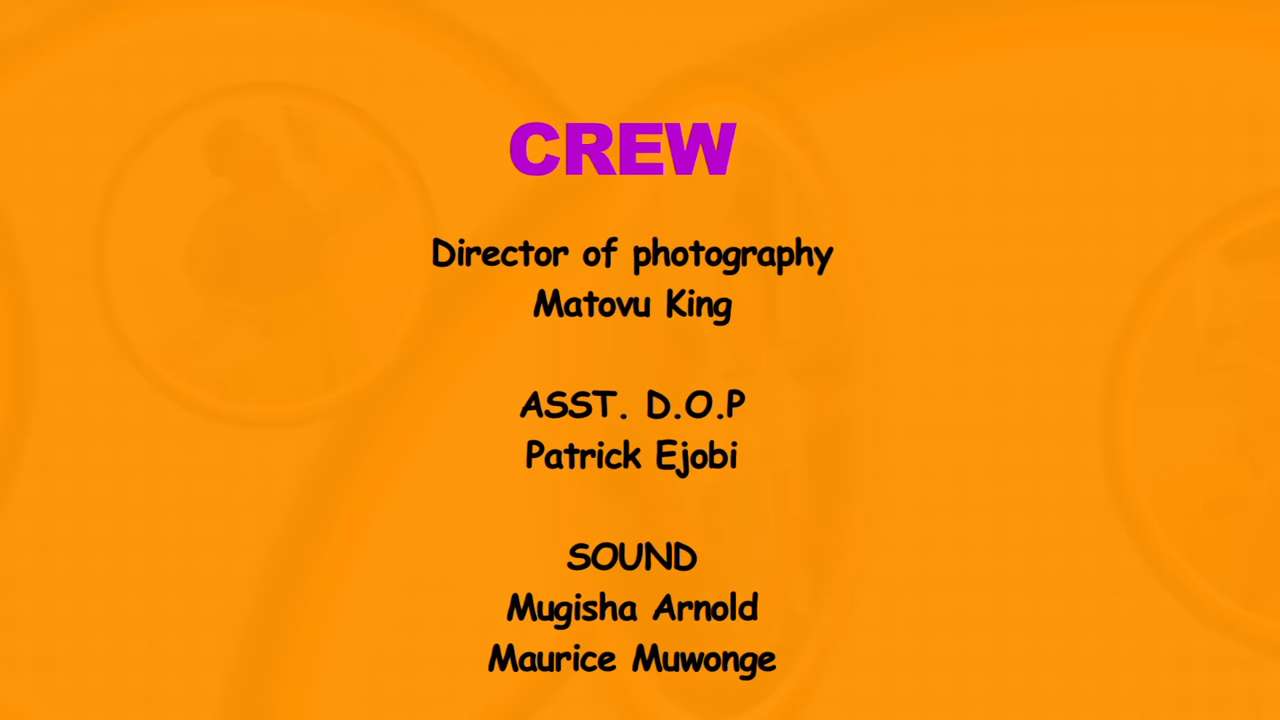 CREW
Director of photography
Matovu King
ASST. D.O.P
Patrick Ejobi
SOUND
Mugisha Arnold
Maurice Muwonge